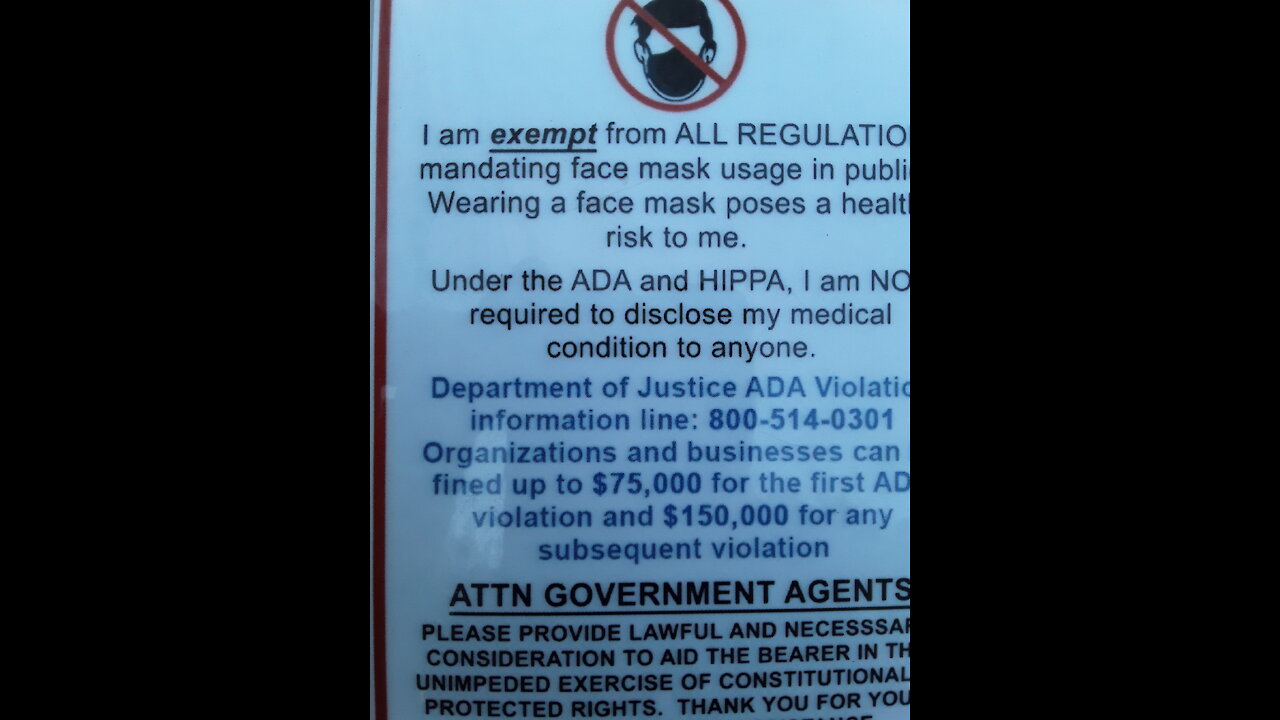 I am exempt from ALL REGULATIO
mandating face mask usage in publi
Wearing a face mask poses a healt
risk to me.
Under the ADA and HIPPA, I am NO
required to disclose my medical
condition to anyone.
Department of Justice ADA Violatio
information line: 800-514-0301
Organizations and businesses can
fined up to $75,000 for the first AD
violation and $150,000 for any
subsequent violation
ATTN GOVERNMENT AGENTS
PLEASE PROVIDE LAWFUL AND NECESSSAR
CONSIDERATION TO AID THE BEARER IN TH
UNIMPEDED EXERCISE OF CONSTITUTIONAL
PROTECTED RIGHTS. THANK YOU FOR YOU